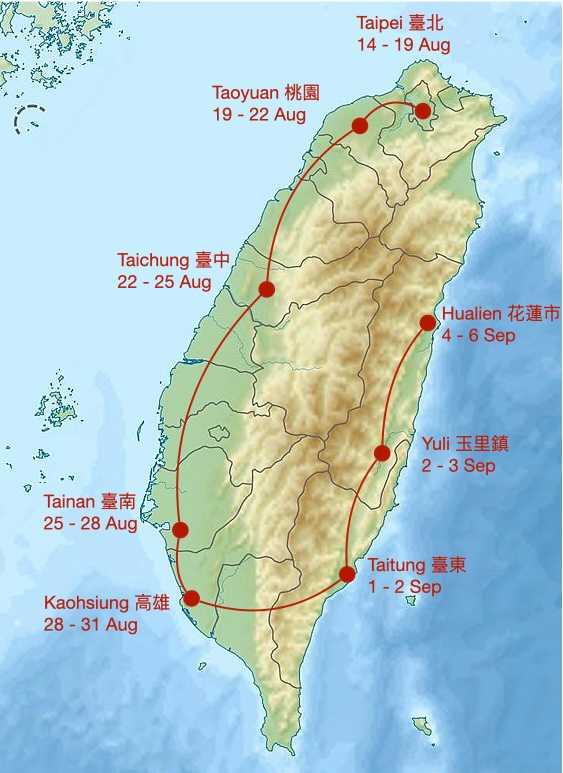 Taipei 臺北
14 - 19 Aug
Taoyuan 桃園
19 - 22 Aug
Taichung 臺中
22 - 25 Aug
Hualien 花蓮市
4 - 6 Sep
Yuli 玉里鎮
2 - 3 Sep
Tainan 臺南
25 - 28 Aug
Taitung 臺東
1 - 2 Sep
Kaohsiung 高雄
28 - 31 Aug